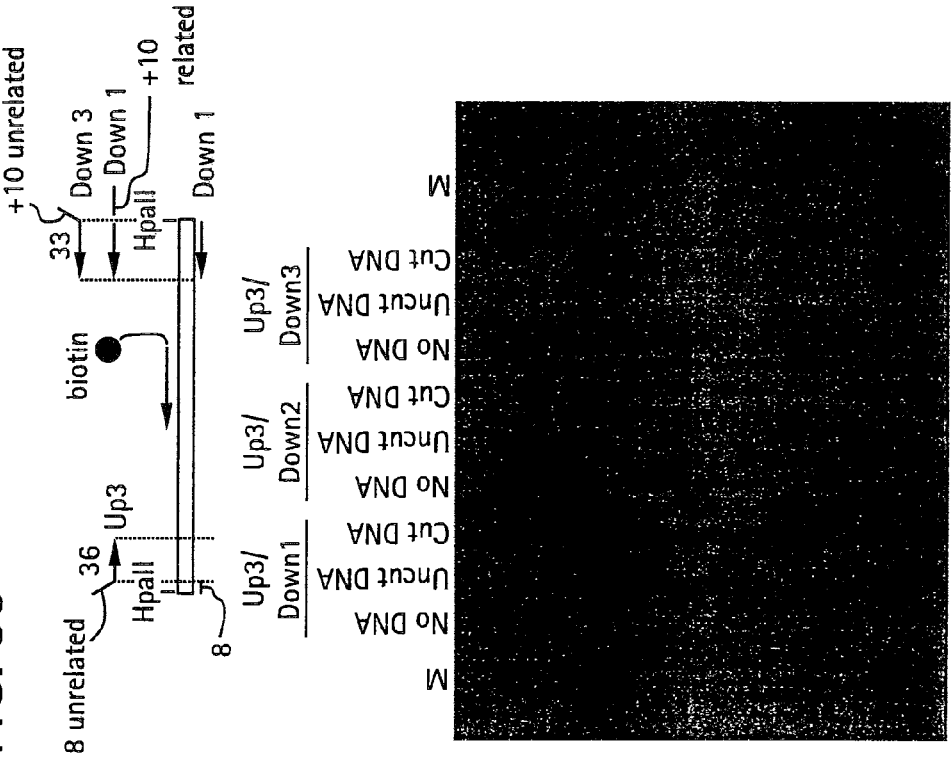 +10 unrelated
33
Down 3
Down 1
+10
related
HpaII
Down 1
biotin
8 unrelated
36
Up3
HpaII
8
Up3/
Down1
Up3/
Down2
Up3/
Down3
M
No DNA
Uncut DNA
Cut DNA
No DNA
Uncut DNA
Cut DNA
No DNA
Uncut DNA
Cut DNA
M